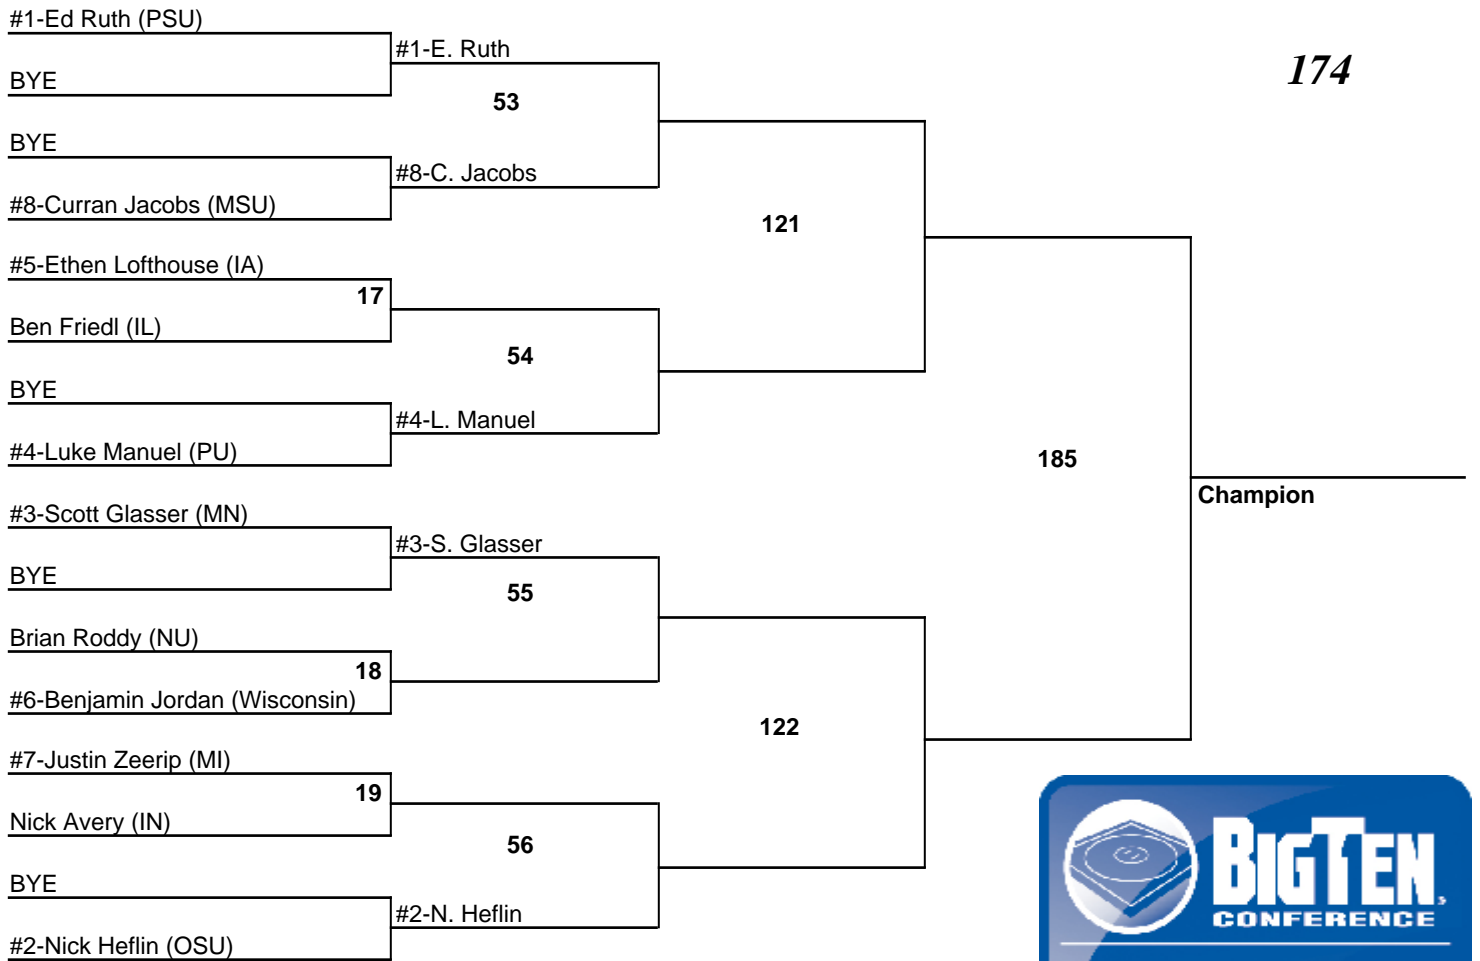 #1-Ed Ruth (PSU)
#1-E. Ruth
174
BYE
53
BYE
#8-C. Jacobs
#8-Curran Jacobs (MSU)
121
#5-Ethen Lofthouse (IA)
17
Ben Friedl (IL)
54
BYE
#4-L. Manuel
#4-Luke Manuel (PU)
185
Champion
#3-Scott Glasser (MN)
#3-S. Glasser
BYE
55
Brian Roddy (NU)
18
#6-Benjamin Jordan (Wisconsin)
122
#7-Justin Zeerip (MI)
19
Nick Avery (IN)
56
BYE
#2-N. Heflin
#2-Nick Heflin (OSU)
BIGTEN
CONFERENCE